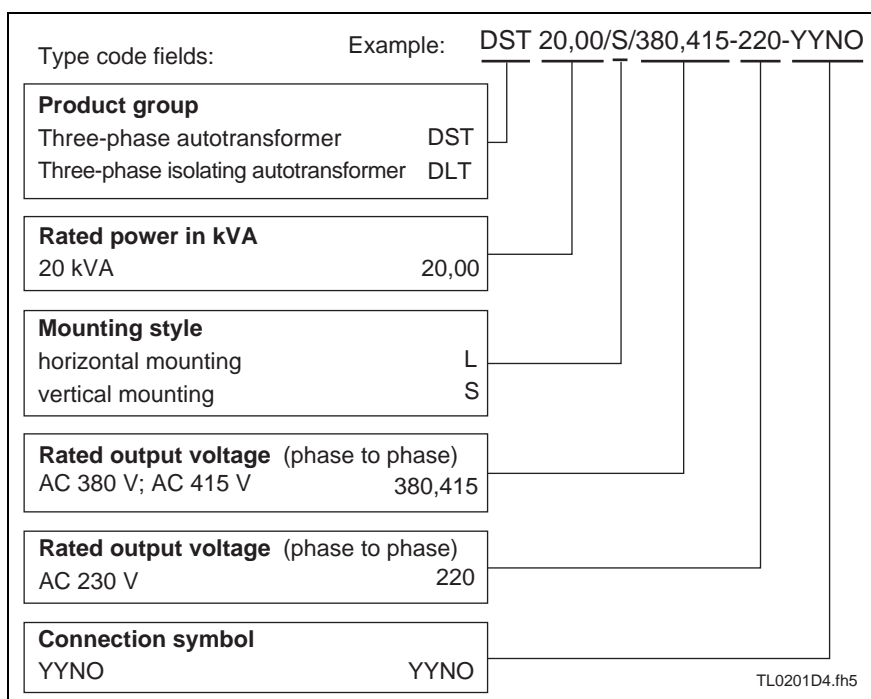 Type code fields: Example: DST 20,00/S/380,415-220-YYNO
Product group
Three-phase autotransformer DST
Three-phase isolating autotransformer DLT
Rated power in kVA
20 kVA 20,00
Mounting style
horizontal mounting L
vertical mounting S
Rated output voltage (phase to phase)
AC 380 V; AC 415 V 380,415
Rated output voltage (phase to phase)
AC 230 V 220
Connection symbol
YYNO YYNO
TL0201D4.fh5